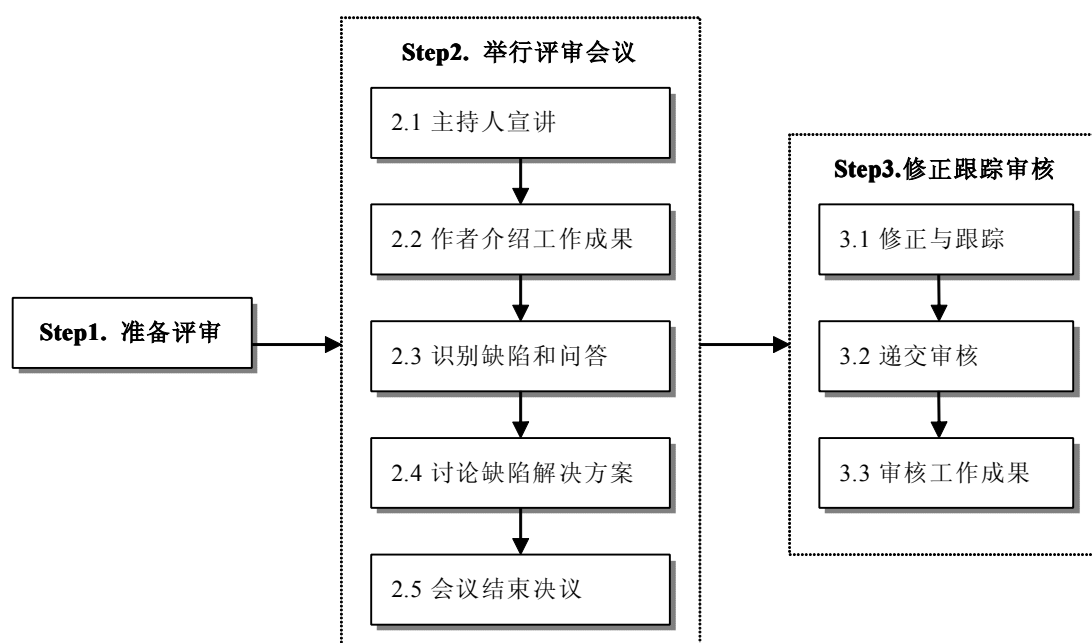 Step1. 准备评审
Step2. 举行评审会议
2.1 主持人宣讲
2.2 作者介绍工作成果
2.3 识别缺陷和问答
2.4 讨论缺陷解决方案
2.5 会议结束决议
Step3.修正跟踪审核
3.1 修正与跟踪
3.2 递交审核
3.3 审核工作成果